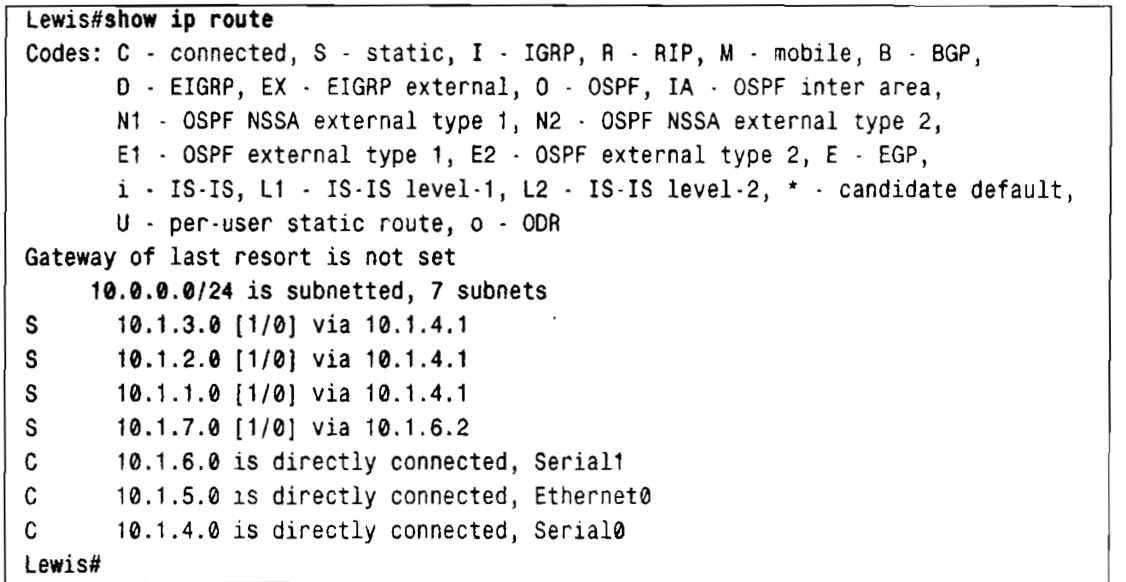 Lewis#show ip route
Codes: C - connected, S - static, I - IGRP, R - RIP, M - mobile, B - BGP,
D - EIGRP, EX - EIGRP external, O - OSPF, IA - OSPF inter area,
N1 - OSPF NSSA external type 1, N2 - OSPF NSSA external type 2,
E1 - OSPF external type 1, E2 - OSPF external type 2, E - EGP,
i - IS-IS, L1 - IS-IS level-1, L2 - IS-IS level-2, * - candidate default,
U - per-user static route, o - ODR
Gateway of last resort is not set
10.0.0.0/24 is subnetted, 7 subnets
S 10.1.3.0 [1/0] via 10.1.4.1
S 10.1.2.0 [1/0] via 10.1.4.1
S 10.1.1.0 [1/0] via 10.1.4.1
S 10.1.7.0 [1/0] via 10.1.6.2
C 10.1.6.0 is directly connected, Serial1
C 10.1.5.0 is directly connected, Ethernet0
C 10.1.4.0 is directly connected, Serial0
Lewis#